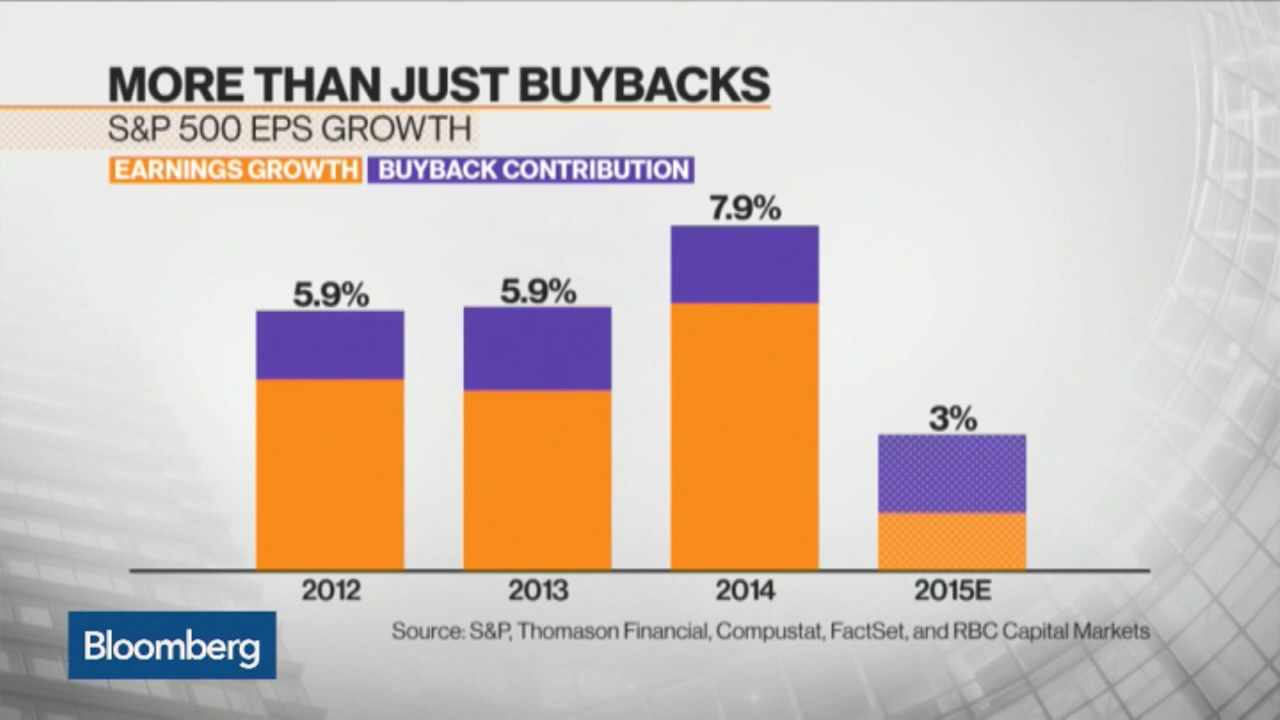 MORE THAN JUST BUYBACKS
S&P 500 EPS GROWTH
EARNINGS GROWTH BUYBACK CONTRIBUTION
7.9%
5.9% 5.9%
3%
2012 2013 2014 2015E
Source: S&P, Thomason Financial, Compustat, FactSet, and RBC Capital Markets
Bloomberg